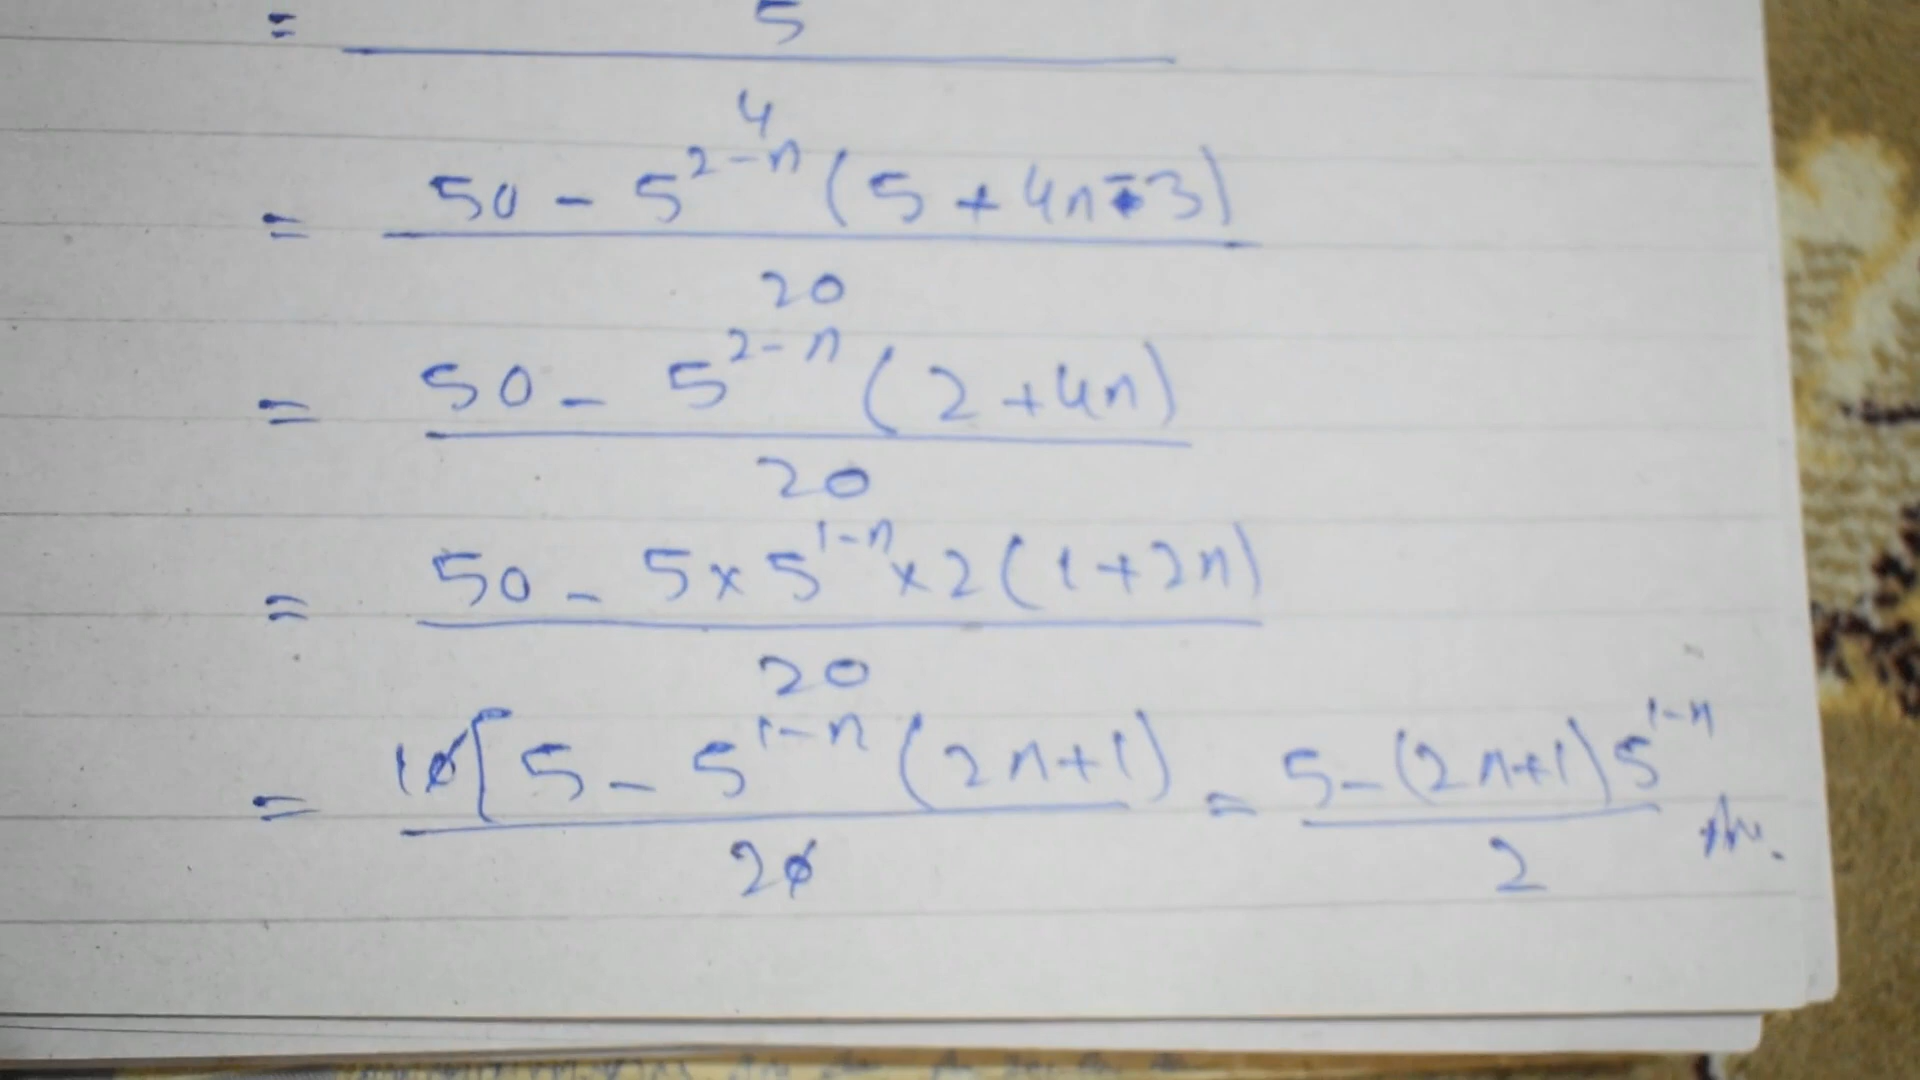 = 5
4
= 50 - 5^{2-n} (5 + 4n - 3)
20
= 50 - 5^{2-n} (2 + 4n)
20
= 50 - 5 × 5^{1-n} × 2 (1 + 2n)
20
= 10[5 - 5^{1-n} (2n+1) = 5 - (2n+1) 5^{1-n}
20 2